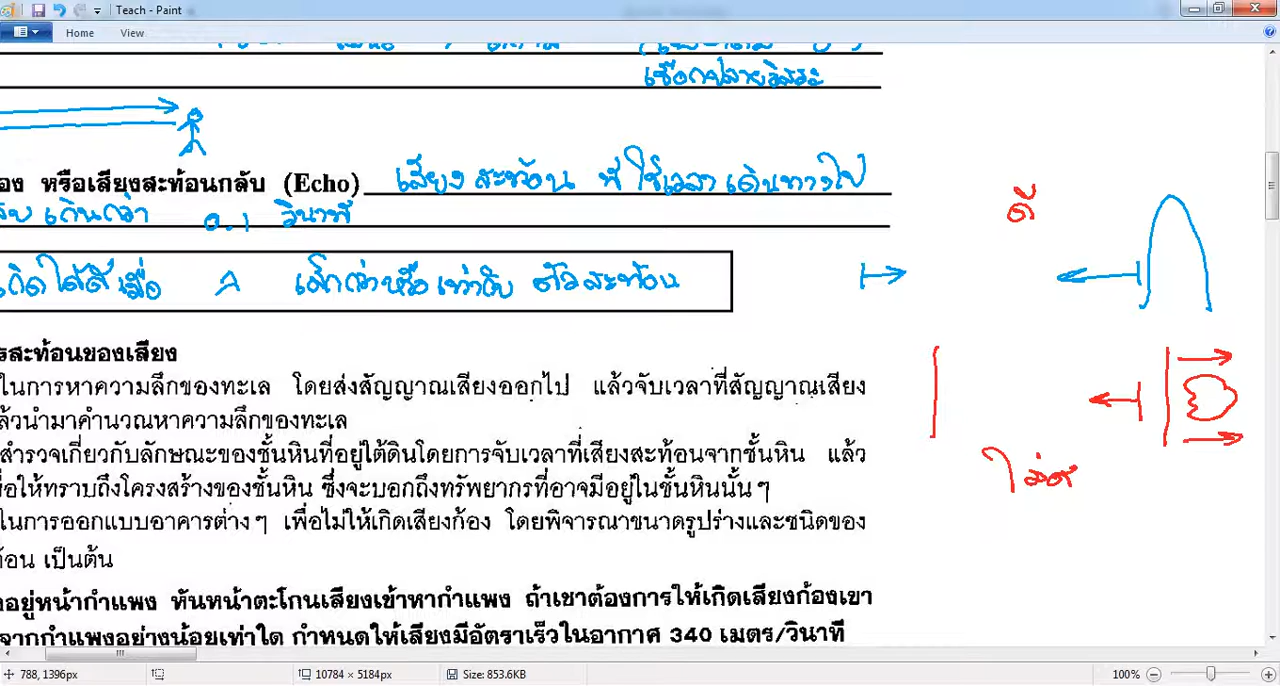 Teach - Paint
Home View
เชือกปลายอิสระ
อง หรือเสียงสะท้อนกลับ (Echo) เสียงสะท้อน ที่ใช้เวลาเดินทางไป
เกินกว่า 0.1 วินาที
ดี
เกิดได้ดีเมื่อ λ เล็กกว่าหรือเท่ากับ ตัวสะท้อน
รสะท้อนของเสียง
ในการหาความลึกของทะเล โดยส่งสัญญาณเสียงออกไป แล้วจับเวลาที่สัญญาณเสียง
ล้วนำมาคำนวณหาความลึกของทะเล
สำรวจเกี่ยวกับลักษณะของชั้นหินที่อยู่ใต้ดินโดยการจับเวลาที่เสียงสะท้อนจากชั้นหิน แล้ว
ื่อให้ทราบถึงโครงสร้างของชั้นหิน ซึ่งจะบอกถึงทรัพยากรที่อาจมีอยู่ในชั้นหินนั้นๆ
ไม่ดี
ในการออกแบบอาคารต่างๆ เพื่อไม่ให้เกิดเสียงก้อง โดยพิจารณาขนาดรูปร่างและชนิดของ
ท้อน เป็นต้น
อยู่หน้ากำแพง หันหน้าตะโกนเสียงเข้าหากำแพง ถ้าเขาต้องการให้เกิดเสียงก้องเขา
จากกำแพงอย่างน้อยเท่าใด กำหนดให้เสียงมีอัตราเร็วในอากาศ 340 เมตร/วินาที
788, 1396px 10784 × 5184px Size: 853.6KB 100%